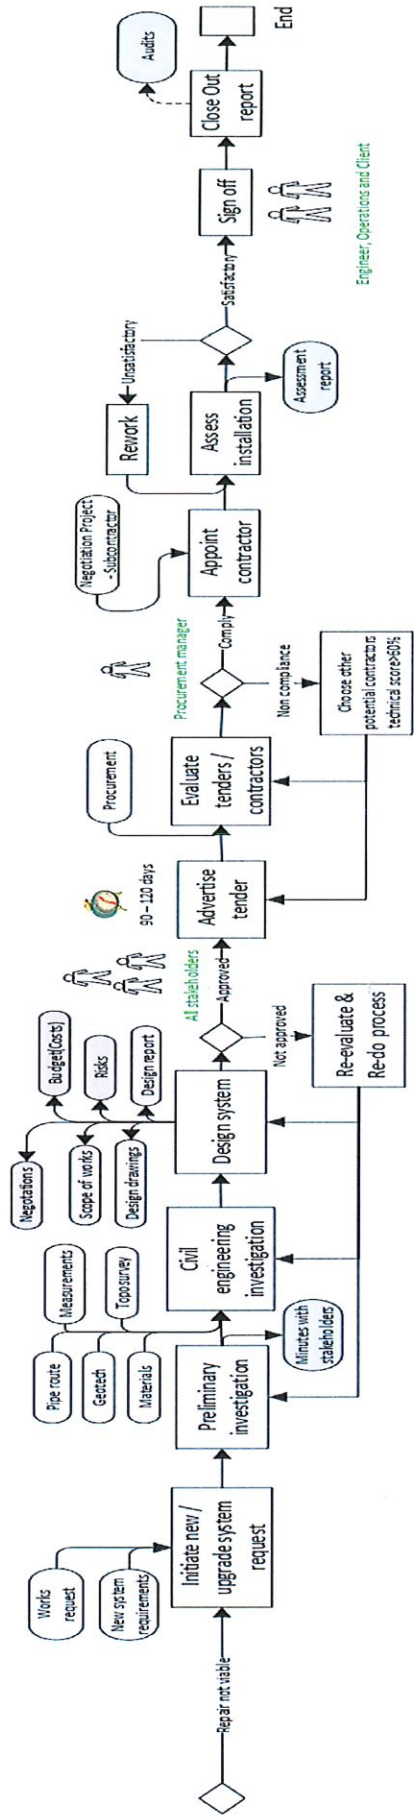 Repair not viable
Works
request
New system
requirements
Initiate new /
upgrade system
request
Pipe route
Measurements
Geotech
Topo survey
Materials
Preliminary
investigation
Minutes with
stakeholders
Civil
engineering
investigation
Negotations
Budget(Costs)
Scope of works
Risks
Design drawings
Design report
Design system
All stakeholders
Approved
Not approved
Re-evaluate &
Re-do process
90 – 120 days
Advertise
tender
Procurement
Evaluate
tenders /
contractors
Procurement manager
Comply
Non compliance
Choose other
potential contractors
technical score>60%
Negotiation Project
- Subcontractor
Appoint
contractor
Rework
Unsatisfactory
Assess
installation
Assessment
report
Satisfactory
Sign off
Engineer, Operations and Client
Audits
Close Out
report
End